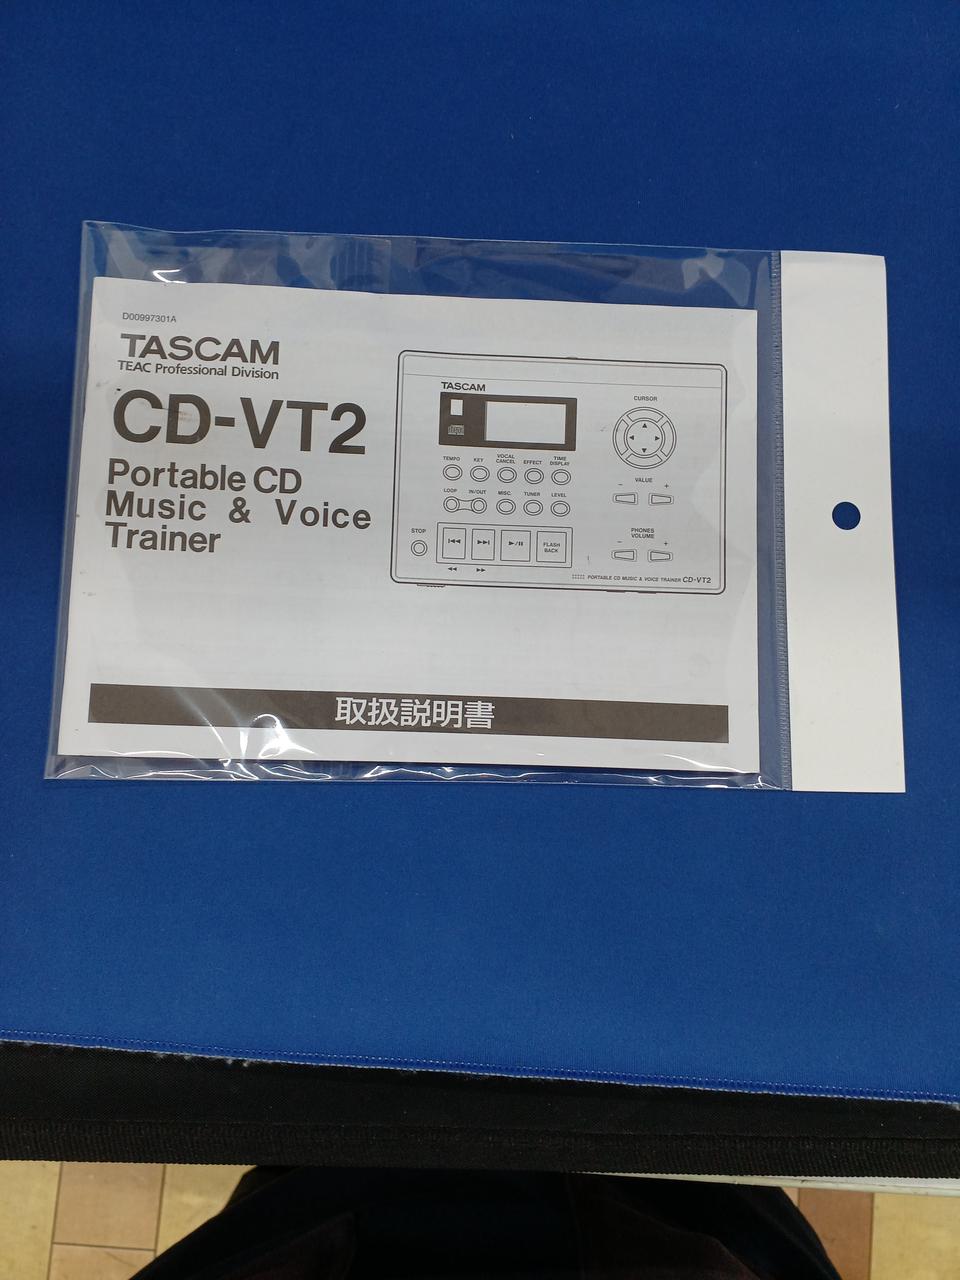 D00997301A
TASCAM
TEAC Professional Division
CD-VT2
Portable CD
Music & Voice
Trainer
TASCAM
CURSOR
TEMPO
KEY
VOCAL
CANCEL
EFFECT
TIME
DISPLAY
VALUE
− +
LOOP
IN/OUT
MISC.
TUNER
LEVEL
STOP
FLASH
BACK
PHONES
VOLUME
− +
PORTABLE CD MUSIC & VOICE TRAINER CD-VT2
取扱説明書